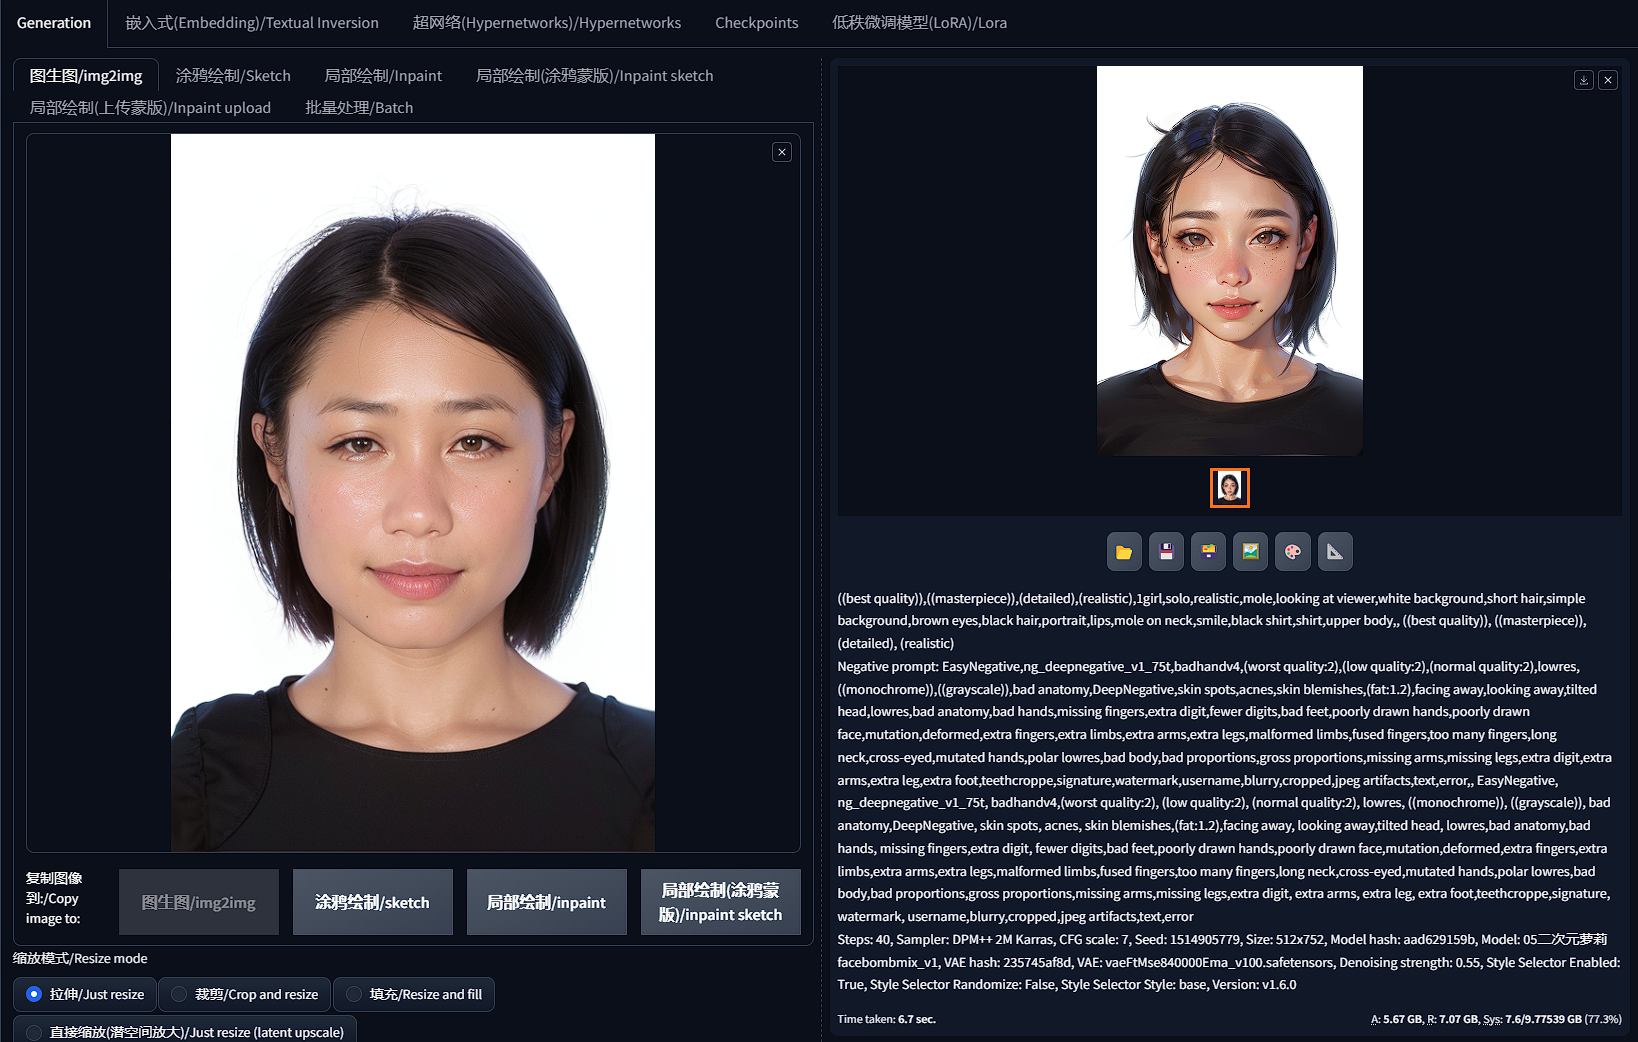 Generation
嵌入式(Embedding)/Textual Inversion
超网络(Hypernetworks)/Hypernetworks
Checkpoints
低秩微调模型(LoRA)/Lora
图生图/img2img
涂鸦绘制/Sketch
局部绘制/Inpaint
局部绘制(涂鸦蒙版)/Inpaint sketch
局部绘制(上传蒙版)/Inpaint upload
批量处理/Batch
复制图像
到:/Copy
image to:
图生图/img2img
涂鸦绘制/sketch
局部绘制/inpaint
局部绘制(涂鸦蒙
版)/inpaint sketch
缩放模式/Resize mode
拉伸/Just resize
裁剪/Crop and resize
填充/Resize and fill
直接缩放(潜空间放大)/Just resize (latent upscale)
((best quality)),((masterpiece)),(detailed),(realistic),1girl,solo,realistic,mole,looking at viewer,white background,short hair,simple
background,brown eyes,black hair,portrait,lips,mole on neck,smile,black shirt,shirt,upper body,, ((best quality)), ((masterpiece)),
(detailed), (realistic)
Negative prompt: EasyNegative,ng_deepnegative_v1_75t,badhandv4,(worst quality:2),(low quality:2),(normal quality:2),lowres,
((monochrome)),((grayscale)),bad anatomy,DeepNegative,skin spots,acnes,skin blemishes,(fat:1.2),facing away,looking away,tilted
head,lowres,bad anatomy,bad hands,missing fingers,extra digit,fewer digits,bad feet,poorly drawn hands,poorly drawn
face,mutation,deformed,extra fingers,extra limbs,extra arms,extra legs,malformed limbs,fused fingers,too many fingers,long
neck,cross-eyed,mutated hands,polar lowres,bad body,bad proportions,gross proportions,missing arms,missing legs,extra digit,extra
arms,extra leg,extra foot,teethcroppe,signature,watermark,username,blurry,cropped,jpeg artifacts,text,error,, EasyNegative,
ng_deepnegative_v1_75t, badhandv4,(worst quality:2), (low quality:2), (normal quality:2), lowres, ((monochrome)), ((grayscale)), bad
anatomy,DeepNegative, skin spots, acnes, skin blemishes,(fat:1.2),facing away, looking away,tilted head, lowres,bad anatomy,bad
hands, missing fingers,extra digit, fewer digits,bad feet,poorly drawn hands,poorly drawn face,mutation,deformed,extra fingers,extra
limbs,extra arms,extra legs,malformed limbs,fused fingers,too many fingers,long neck,cross-eyed,mutated hands,polar lowres,bad
body,bad proportions,gross proportions,missing arms,missing legs,extra digit, extra arms, extra leg, extra foot,teethcroppe,signature,
watermark, username,blurry,cropped,jpeg artifacts,text,error
Steps: 40, Sampler: DPM++ 2M Karras, CFG scale: 7, Seed: 1514905779, Size: 512x752, Model hash: aad629159b, Model: 05二次元萝莉
facebombmix_v1, VAE hash: 235745af8d, VAE: vaeFtMse840000Ema_v100.safetensors, Denoising strength: 0.55, Style Selector Enabled:
True, Style Selector Randomize: False, Style Selector Style: base, Version: v1.6.0
Time taken: 6.7 sec.
A: 5.67 GB, R: 7.07 GB, Sys: 7.6/9.77539 GB (77.3%)